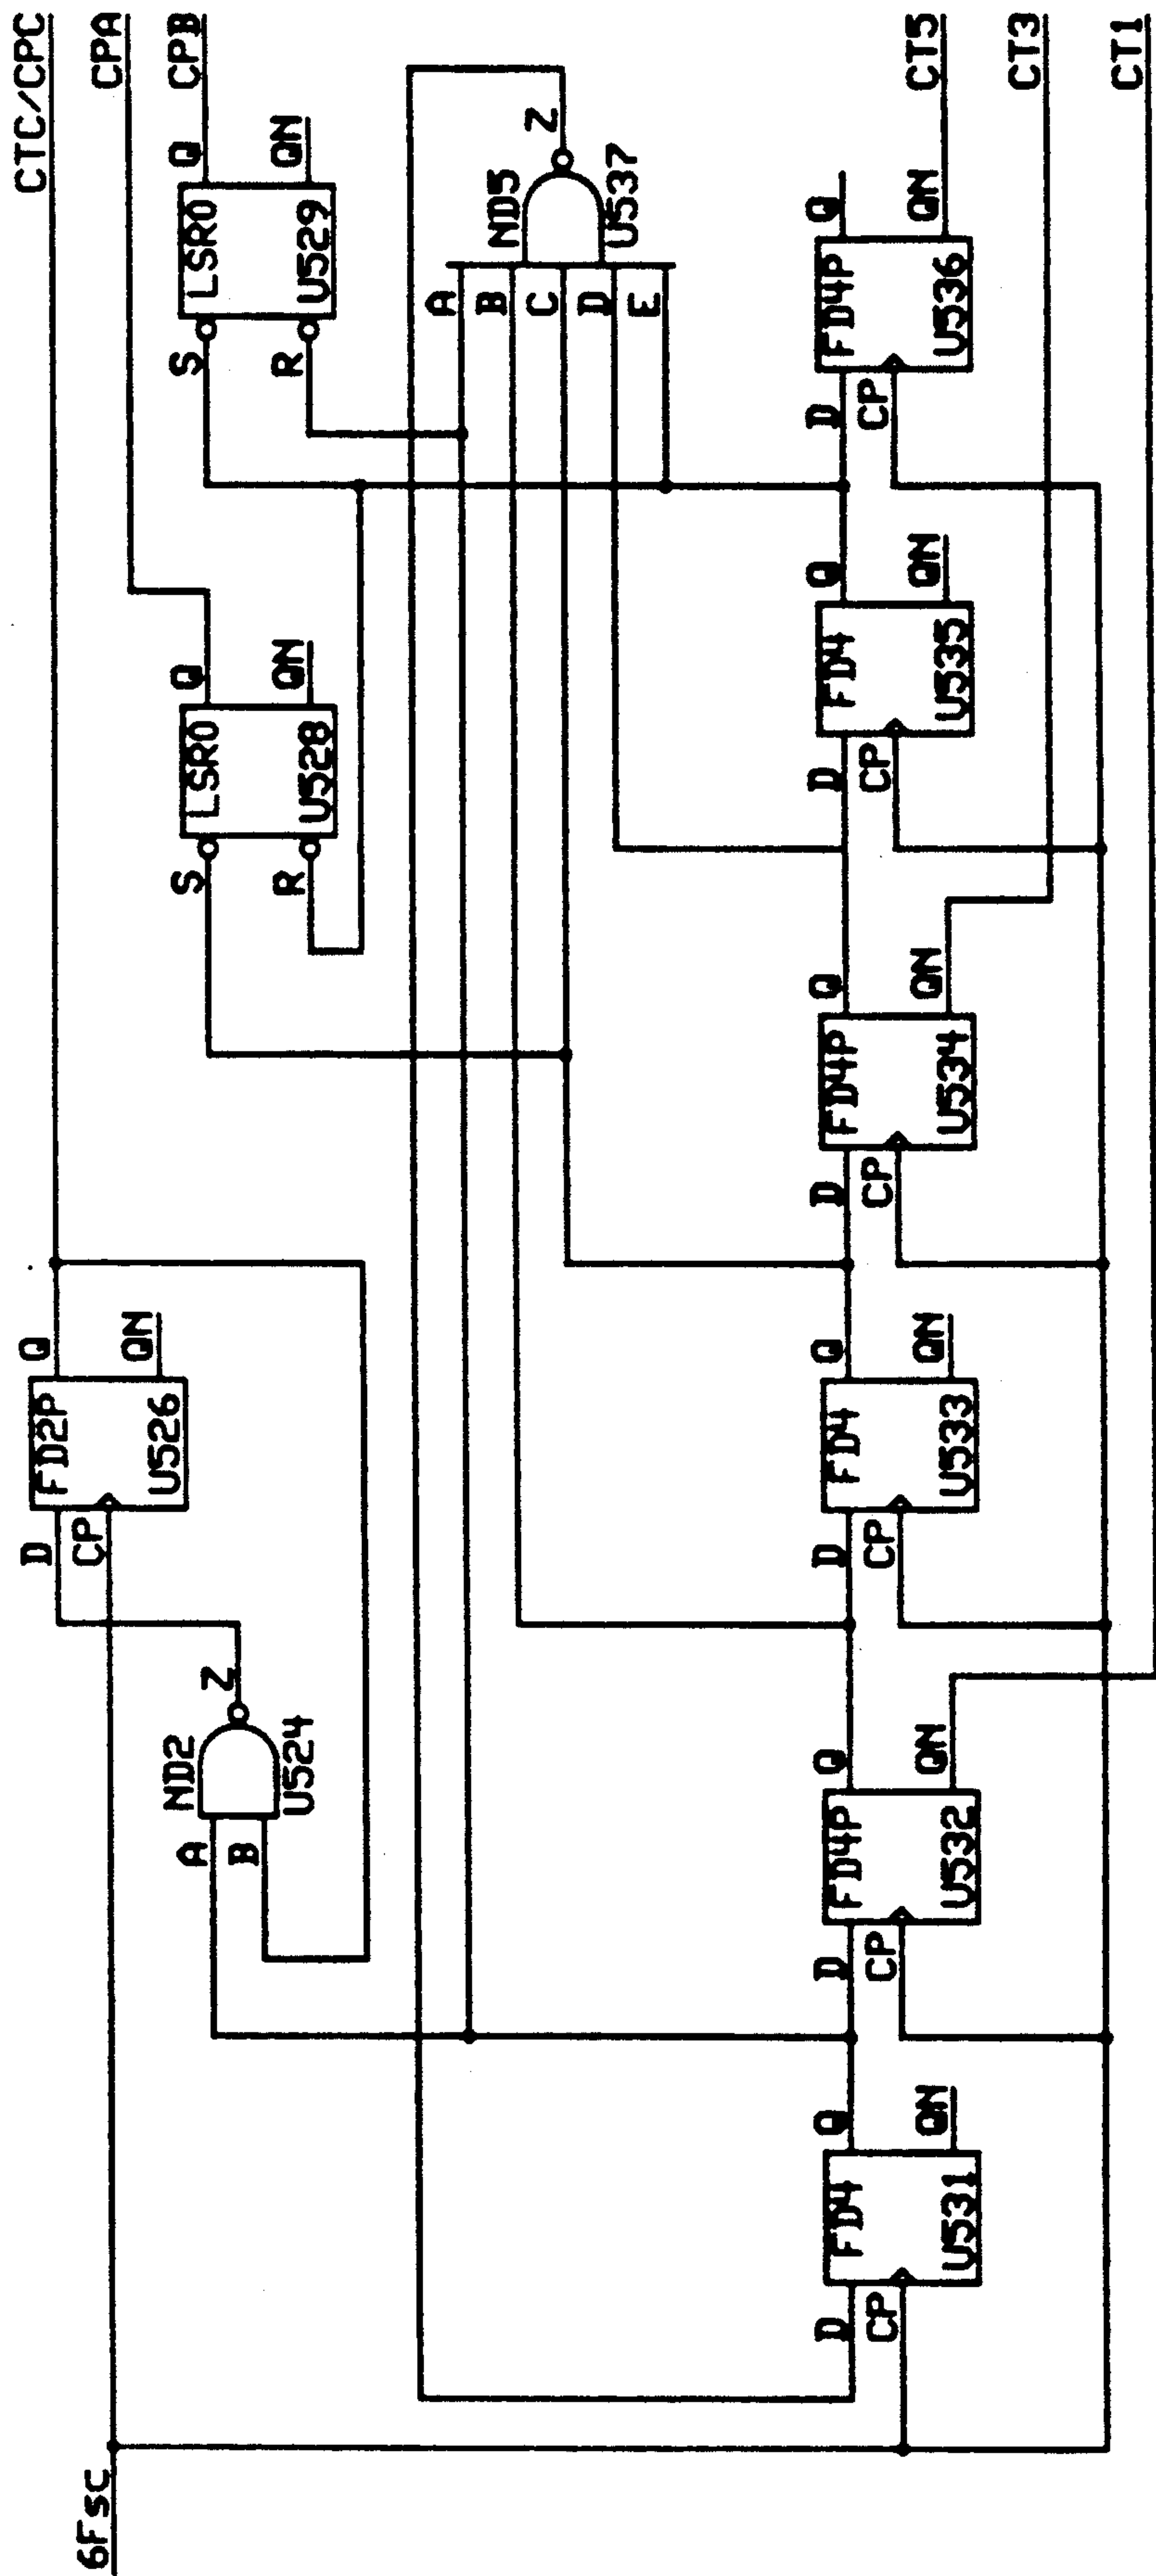 6Fsc
CTC/CPC
CPA
CPB
D
CP
FD2P
U526
Q
QN
A
B
ND2
U524
Z
S
R
LSR0
U528
Q
QN
S
R
LSR0
U529
Q
QN
A
B
C
D
E
ND5
U537
Z
D
CP
FD4
U531
Q
QN
D
CP
FD4P
U532
Q
QN
D
CP
FD4
U533
Q
QN
D
CP
FD4P
U534
Q
QN
D
CP
FD4
U535
Q
QN
D
CP
FD4P
U536
Q
QN
CT5
CT3
CT1